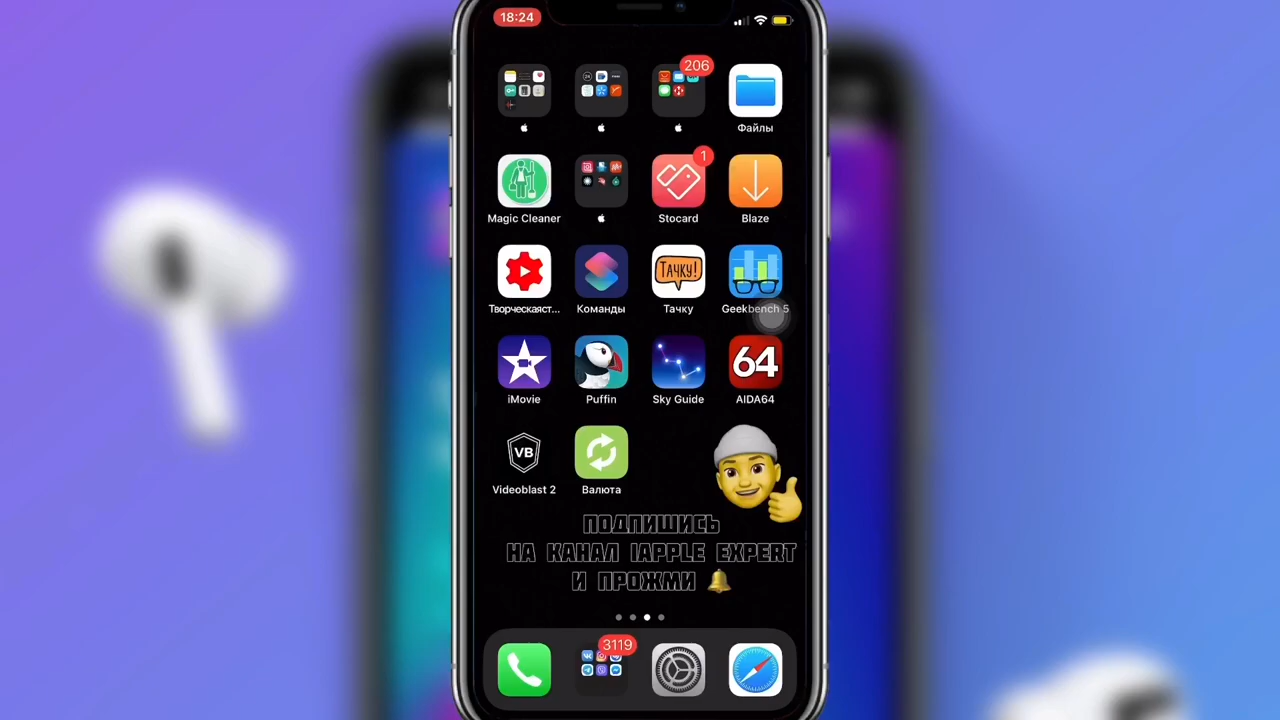 18:24
206
Файлы
1
Magic Cleaner
Stocard
Blaze
ТАЧКУ!
Творческаяст...
Команды
Тачку
Geekbench 5
64
iMovie
Puffin
Sky Guide
AIDA64
VB
Videoblast 2
Валюта
ПОДПИШИСЬ
НА КАНАЛ IAPPLE EXPERT
И ПРОЖМИ 🔔
3119